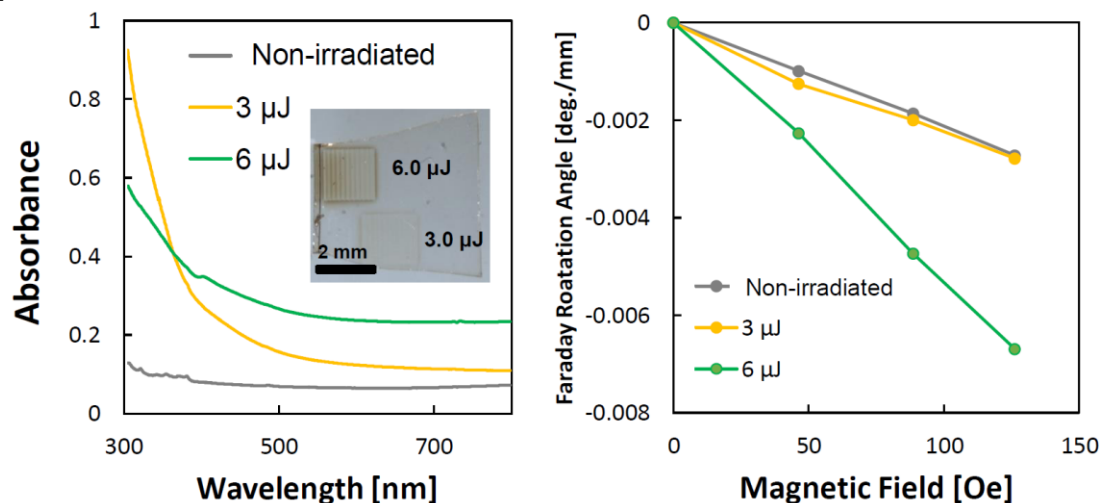 Absorbance
1
0.8
0.6
0.4
0.2
0
300
500
700
Wavelength [nm]
Non-irradiated
3 µJ
6 µJ
6.0 µJ
3.0 µJ
2 mm
Faraday Roatation Angle [deg./mm]
0
-0.002
-0.004
-0.006
-0.008
0
50
100
150
Magnetic Field [Oe]
Non-irradiated
3 µJ
6 µJ